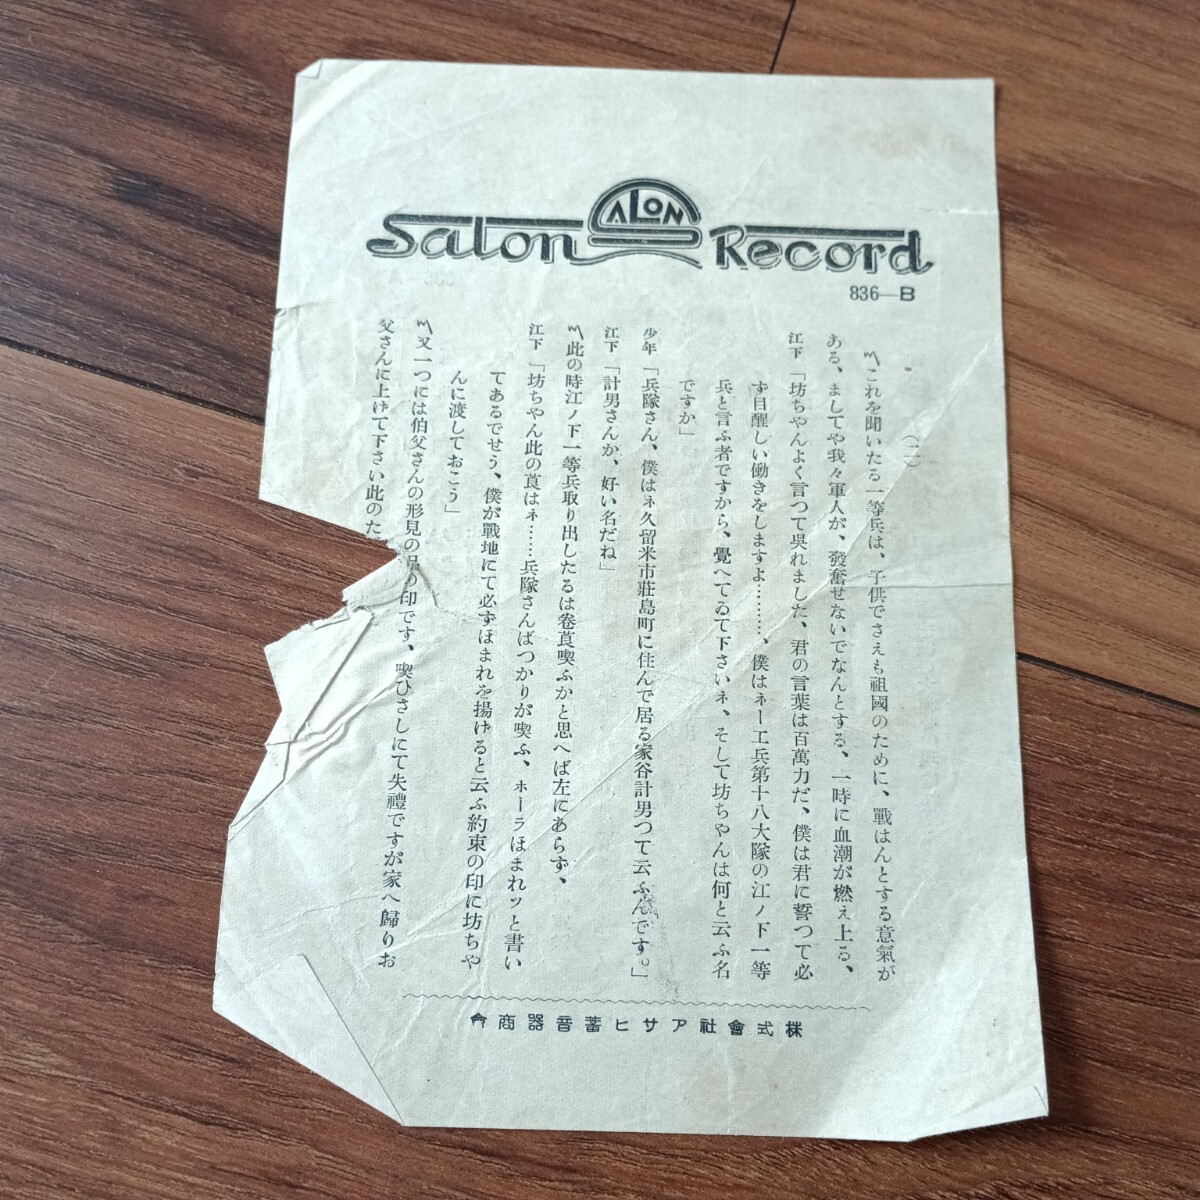 Salon SALON Record
836—B
(二)
〽これを聞いたる一等兵は、子供でさえも祖國のために、戰はんとする意氣が
ある、ましてや我々軍人が、發奮せないでなんとする、一時に血潮が燃え上る、
江下「坊ちやんよく言つて吳れました、君の言葉は百萬力だ、僕は君に誓つて必
ず目醒しい働きをしますよ………、僕はネー工兵第十八大隊の江ノ下一等
兵と言ふ者ですから、覺へてゐて下さいネ、そして坊ちやんは何と云ふ名
ですか」
少年「兵隊さん、僕はネ久留米市莊島町に住んで居る家谷計男つて云ふんです。」
江下「計男さんか、好い名だね」
〽此の時江ノ下一等兵取り出したるは卷莨喫ふかと思へば左にあらず、
江下「坊ちやん此の莨はネ……兵隊さんばつかりが喫ふ、ホーラほまれツと書い
てあるでせう、僕が戰地にて必ずほまれを揚げると云ふ約束の印に坊ちや
んに渡しておこう」
〽又一つには伯父さんの形見の品の印です、喫ひさしにて失禮ですが家へ歸りお
父さんに上げて下さい此のた
株式會社アサヒ蓄音器商会